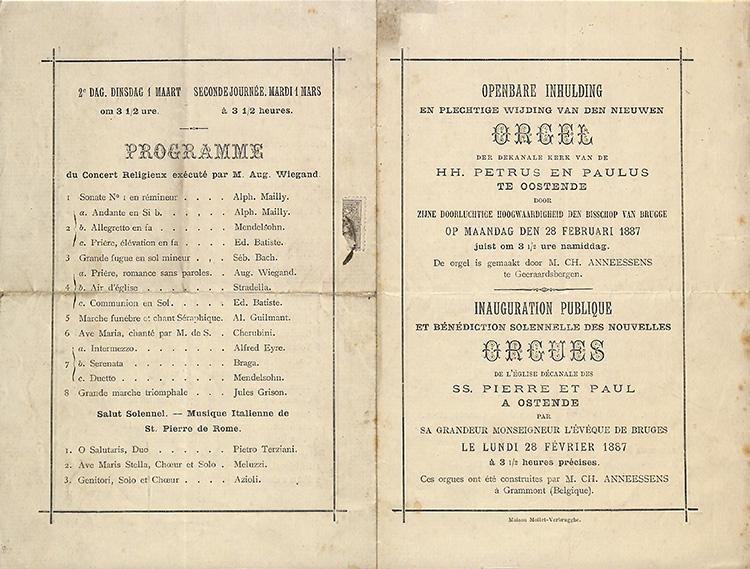 2e DAG. DINSDAG 1 MAART SECONDE JOURNÉE. MARDI 1 MARS
om 3 1/2 ure. à 3 1/2 heures.
PROGRAMME
du Concert Religieux exécuté par M. Aug. Wiegand.
1 Sonate No 1 en rémineur . . . . Alph. Mailly.
a. Andante en Si b. . . . . . Alph. Mailly.
2 b. Allegretto en fa . . . . . . Mendelsohn.
c. Prière, élévation en fa . . . . Ed. Batiste.
3 Grande fugue en sol mineur . . . Séb. Bach.
a. Prière, romance sans paroles. . Aug. Wiegand.
4 b. Air d'église . . . . . . . Stradella.
c. Communion en Sol. . . . . Ed. Batiste.
5 Marche funèbre et chant Séraphique. Al. Guilmant.
6 Ave Maria, chanté par M. de S. . Cherubini.
a. Intermezzo. . . . . . . . Alfred Eyre.
7 b. Serenata . . . . . . . . Braga.
c. Duetto . . . . . . . . . Mendelsohn.
8 Grande marche triomphale . . . Jules Grison.
Salut Solennel. — Musique Italienne de
St. Pierre de Rome.
1. O Salutaris, Duo . . . . . . Pietro Terziani.
2. Ave Maris Stella, Chœur et Solo . Meluzzi.
3. Genitori, Solo et Chœur . . . . Azioli.
OPENBARE INHULDING
EN PLECHTIGE WIJDING VAN DEN NIEUWEN
ORGEL
DER DEKANALE KERK VAN DE
HH. PETRUS EN PAULUS
TE OOSTENDE
DOOR
ZIJNE DOORLUCHTIGE HOOGWAARDIGHEID DEN BISSCHOP VAN BRUGGE
OP MAANDAG DEN 28 FEBRUARI 1887
juist om 3 1/2 ure namiddag.
De orgel is gemaakt door M. CH. ANNEESSENS
te Geeraardsbergen.
INAUGURATION PUBLIQUE
ET BÉNÉDICTION SOLENNELLE DES NOUVELLES
ORGUES
DE L'ÉGLISE DÉCANALE DES
SS. PIERRE ET PAUL
A OSTENDE
PAR
SA GRANDEUR MONSEIGNEUR L'ÉVÊQUE DE BRUGES
LE LUNDI 28 FÉVRIER 1887
à 3 1/2 heures précises.
Ces orgues ont été construites par M. CH. ANNEESSENS
à Grammont (Belgique).
Maison Mollet-Verbrugghe.